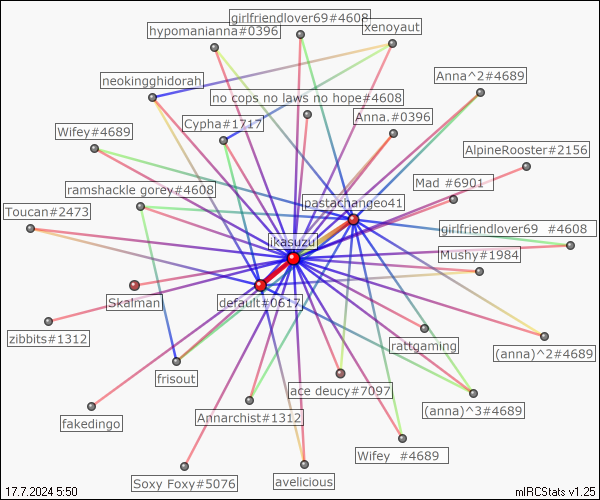 girlfriendlover69#4608
hypomanianna#0396
xenoyaut
neokingghidorah
Anna^2#4689
no cops no laws no hope#4608
Cypha#1717
Anna.#0396
Wifey#4689
AlpineRooster#2156
ramshackle gorey#4608
Mad #6901
pastachangeo41
Toucan#2473
girlfriendlover69 #4608
ikasuzu
Mushy#1984
Skalman
default#0617
zibbits#1312
rattgaming
(anna)^2#4689
frisout
ace deucy#7097
fakedingo
Annarchist#1312
(anna)^3#4689
Wifey #4689
Soxy Foxy#5076
avelicious
17.7.2024 5:50
mIRCStats v1.25